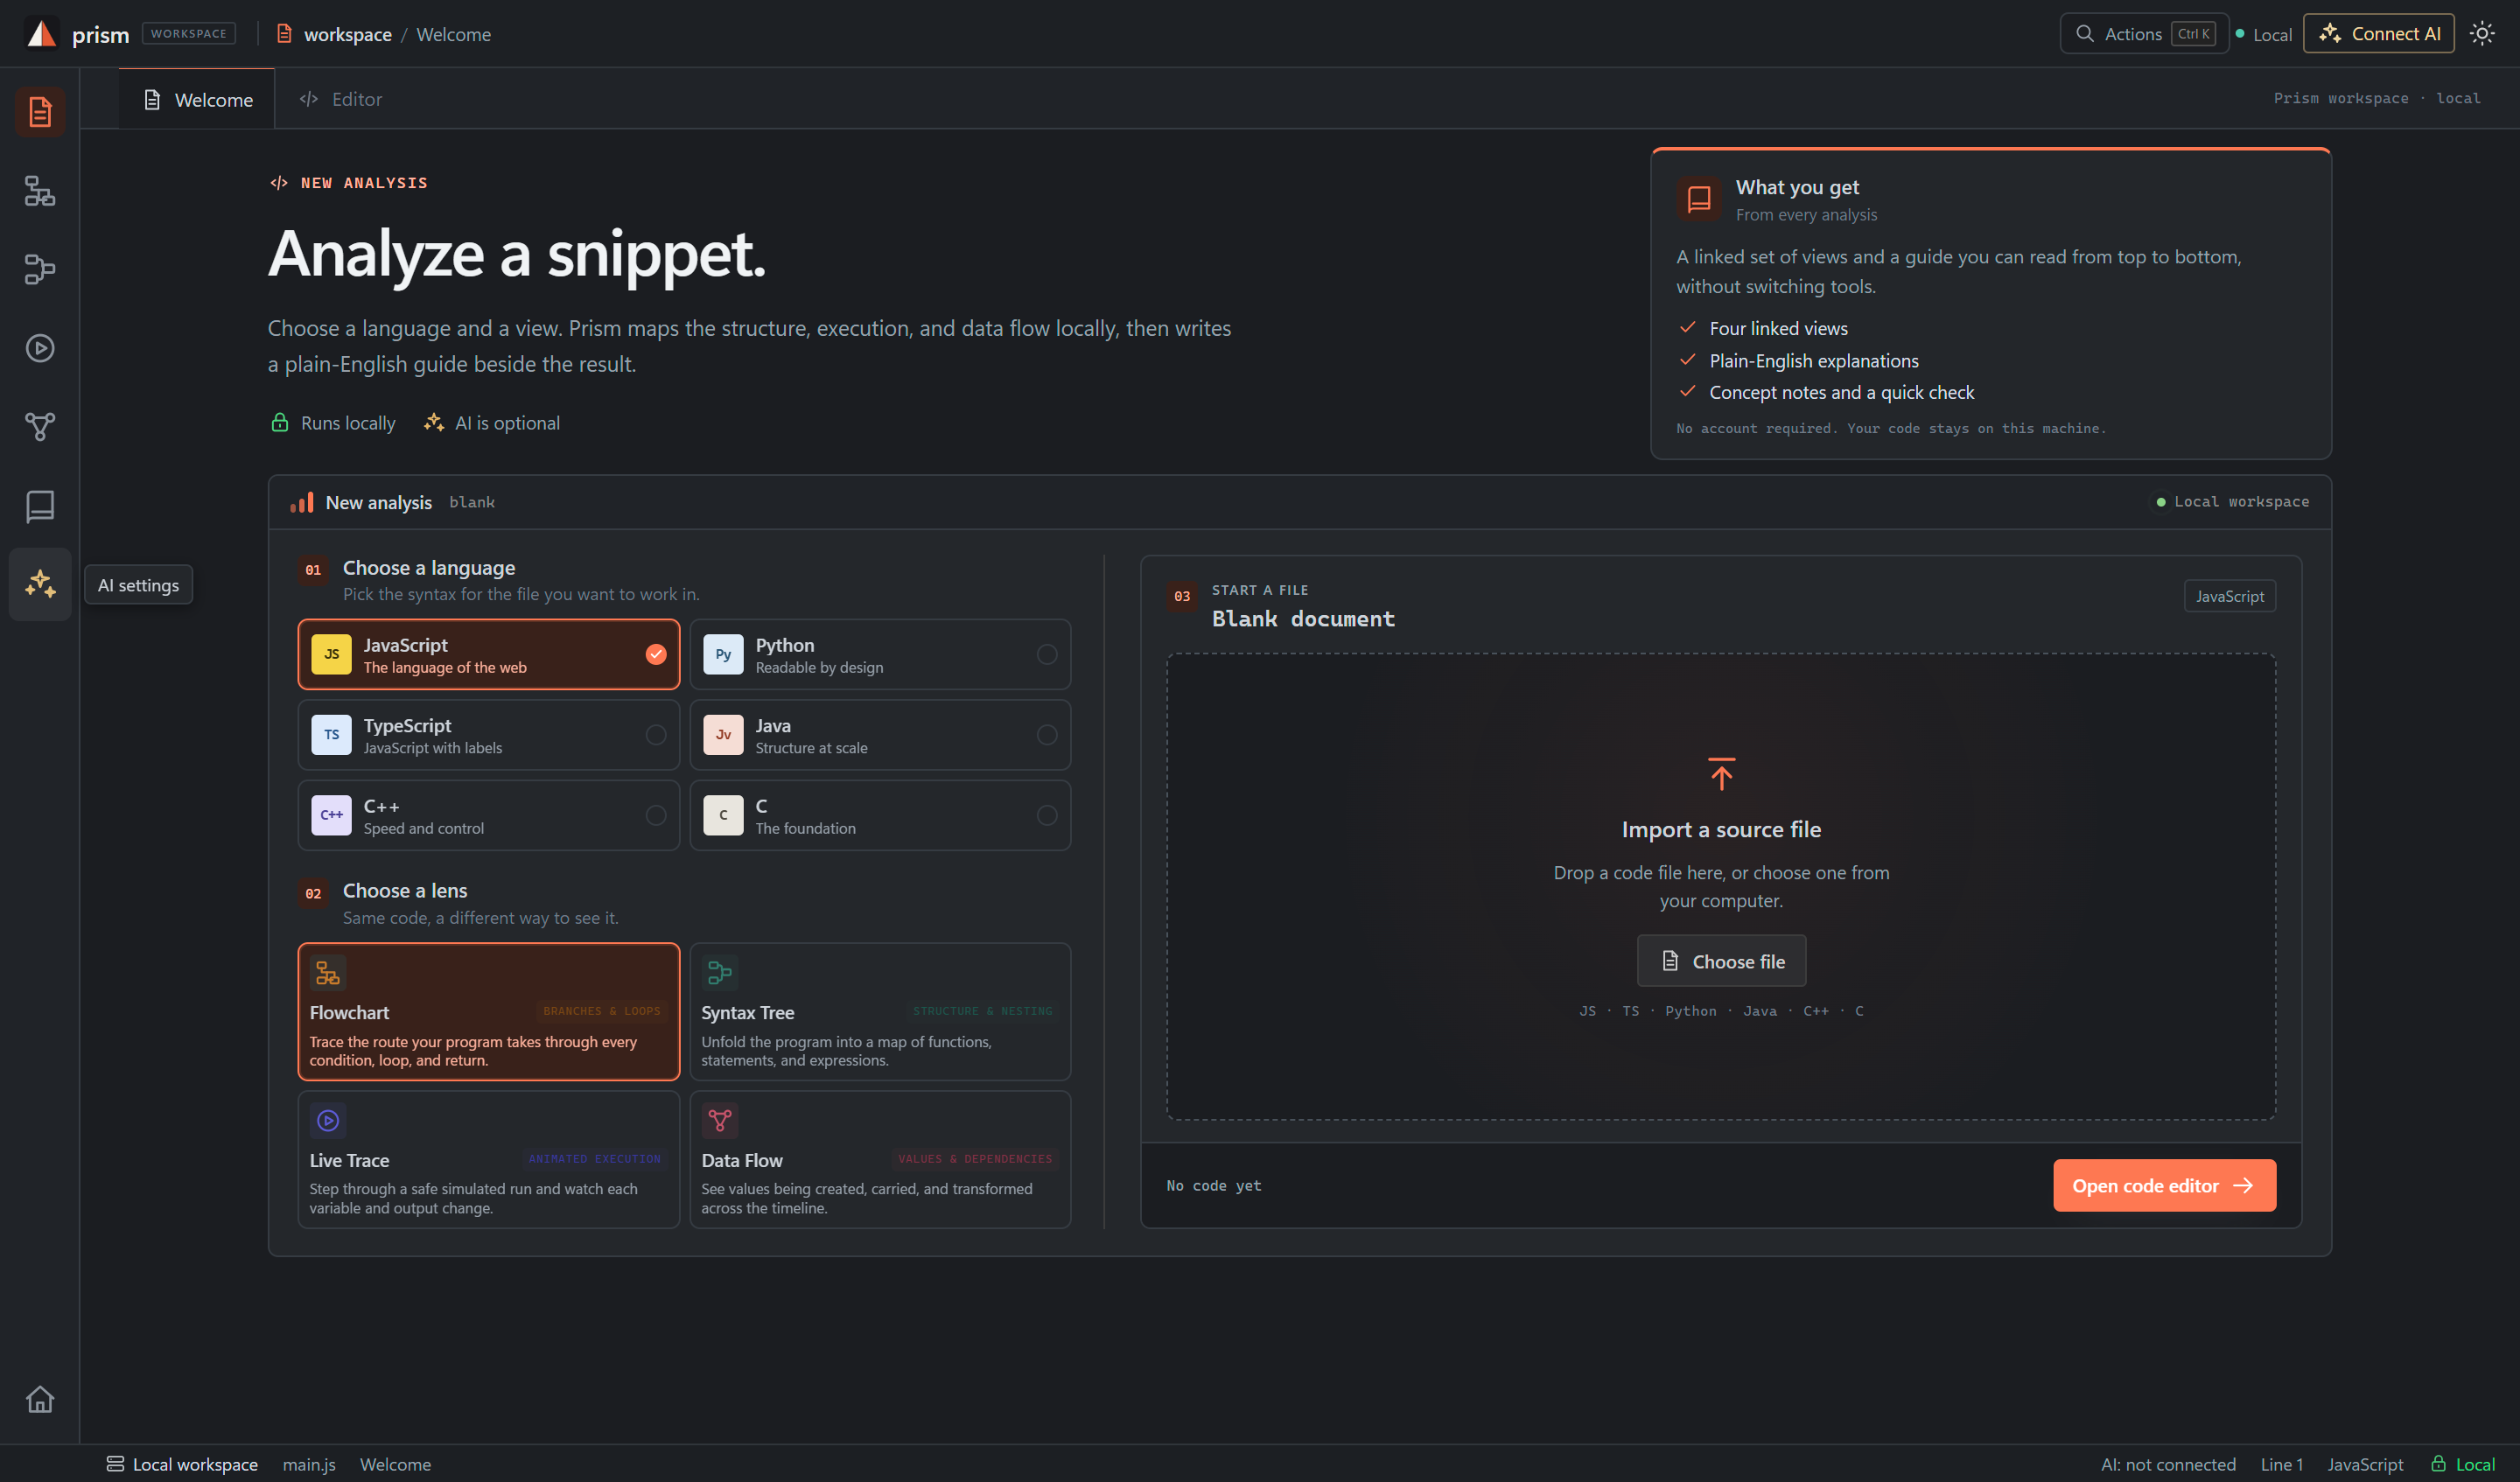 prism WORKSPACE workspace / Welcome Actions Ctrl K Local Connect AI
Welcome Editor Prism workspace · local
NEW ANALYSIS
Analyze a snippet.
Choose a language and a view. Prism maps the structure, execution, and data flow locally, then writes
a plain-English guide beside the result.
Runs locally AI is optional
What you get
From every analysis
A linked set of views and a guide you can read from top to bottom,
without switching tools.
Four linked views
Plain-English explanations
Concept notes and a quick check
No account required. Your code stays on this machine.
AI settings
New analysis blank Local workspace
01 Choose a language
Pick the syntax for the file you want to work in.
JS JavaScript
The language of the web
Py Python
Readable by design
TS TypeScript
JavaScript with labels
Jv Java
Structure at scale
C++ C++
Speed and control
C C
The foundation
02 Choose a lens
Same code, a different way to see it.
Flowchart BRANCHES & LOOPS
Trace the route your program takes through every
condition, loop, and return.
Syntax Tree STRUCTURE & NESTING
Unfold the program into a map of functions,
statements, and expressions.
Live Trace ANIMATED EXECUTION
Step through a safe simulated run and watch each
variable and output change.
Data Flow VALUES & DEPENDENCIES
See values being created, carried, and transformed
across the timeline.
03 START A FILE
Blank document
JavaScript
Import a source file
Drop a code file here, or choose one from
your computer.
Choose file
JS · TS · Python · Java · C++ · C
No code yet
Open code editor
Local workspace main.js Welcome AI: not connected Line 1 JavaScript Local